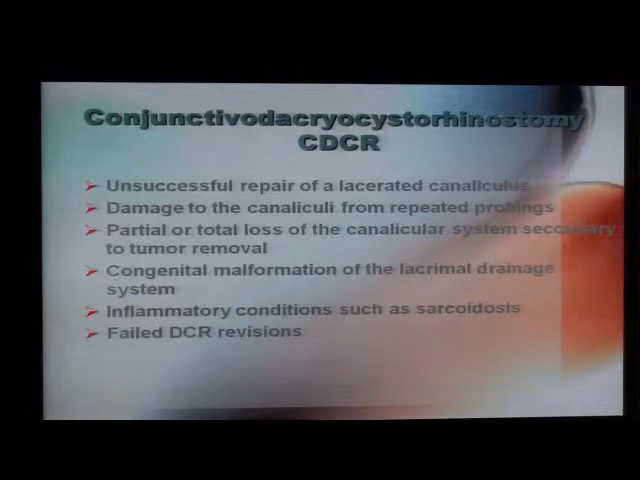 Conjunctivodacryocystorhinostomy
CDCR
Unsuccessful repair of a lacerated canaliculus
Damage to the canaliculi from repeated probings
Partial or total loss of the canalicular system secondary
to tumor removal
Congenital malformation of the lacrimal drainage
system
Inflammatory conditions such as sarcoidosis
Failed DCR revisions